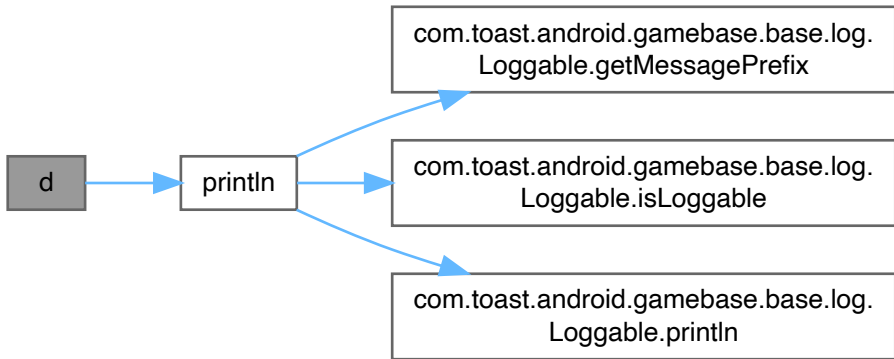 d
println
com.toast.android.gamebase.base.log.
Loggable.getMessagePrefix
com.toast.android.gamebase.base.log.
Loggable.isLoggable
com.toast.android.gamebase.base.log.
Loggable.println